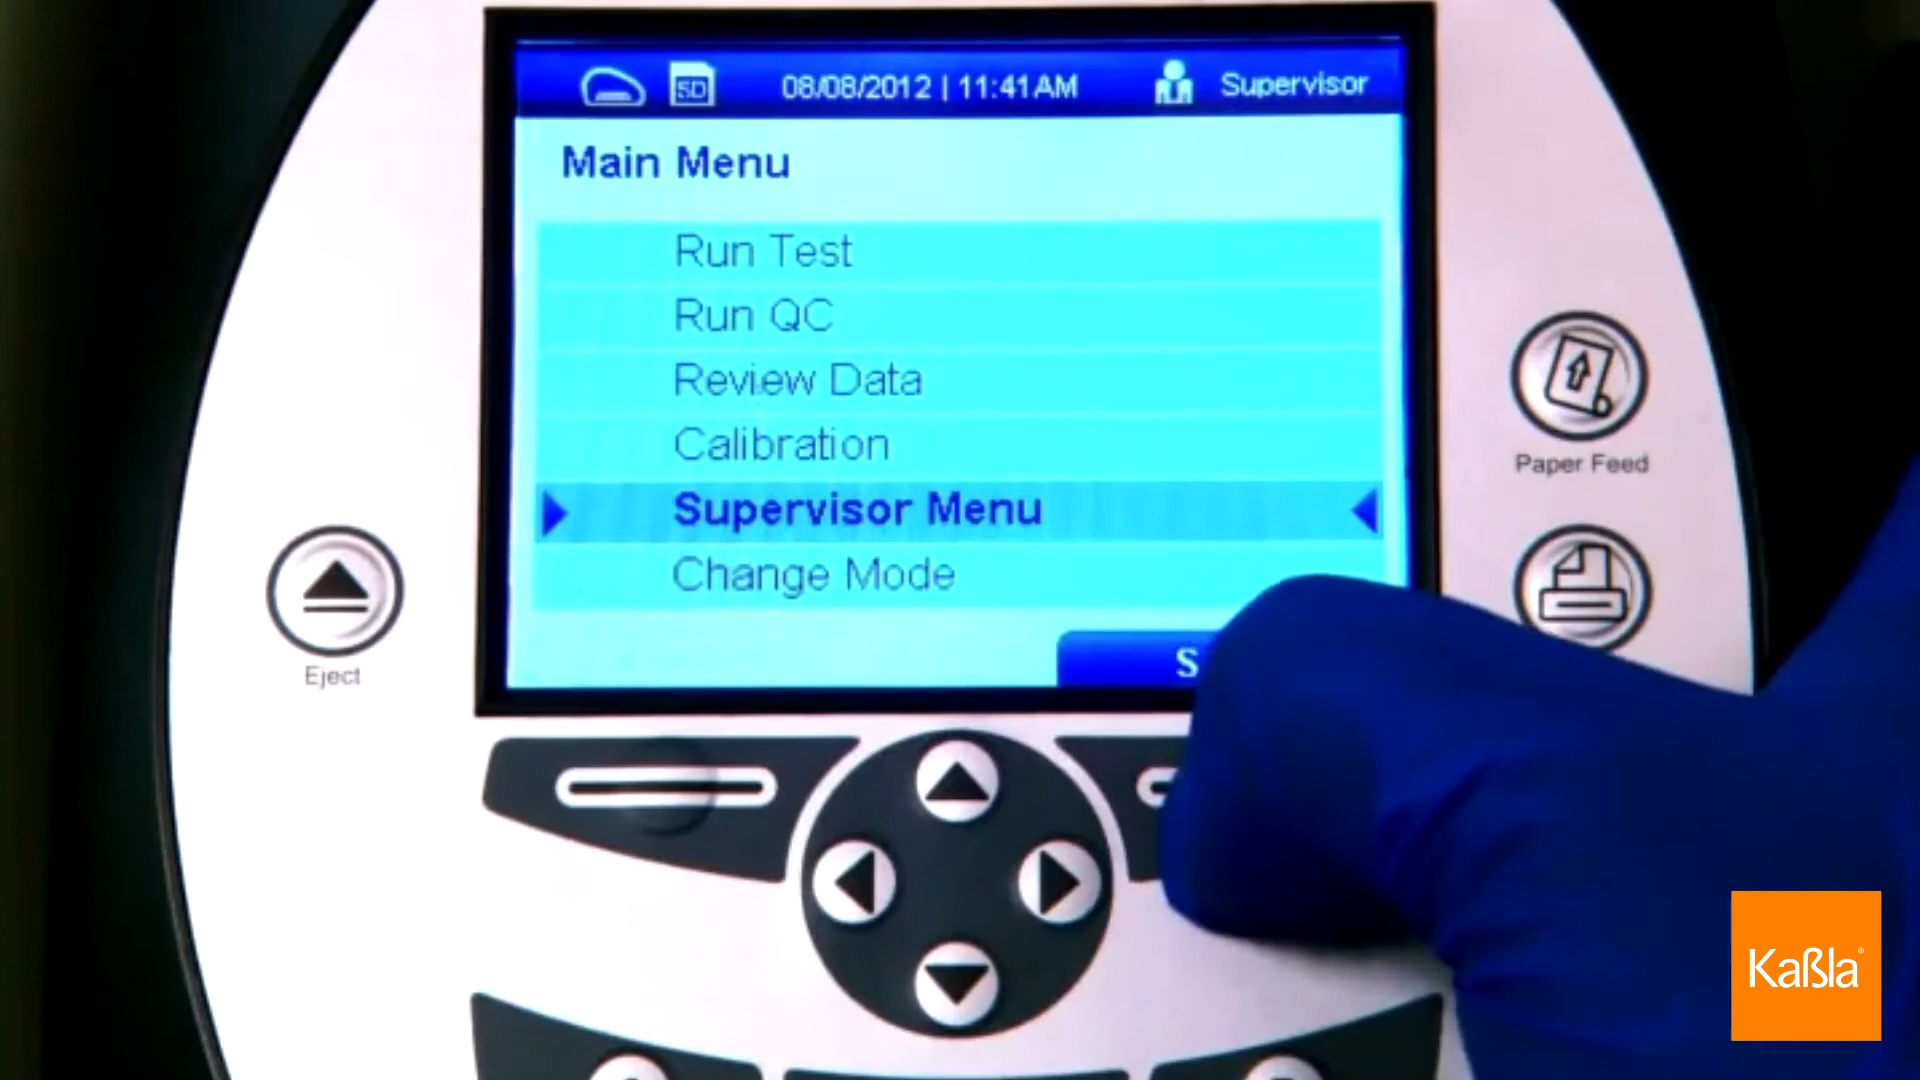 SD 08/08/2012 | 11:41AM Supervisor
Main Menu
Run Test
Run QC
Review Data
Calibration
Supervisor Menu
Change Mode
Paper Feed
Eject
Kaßla®